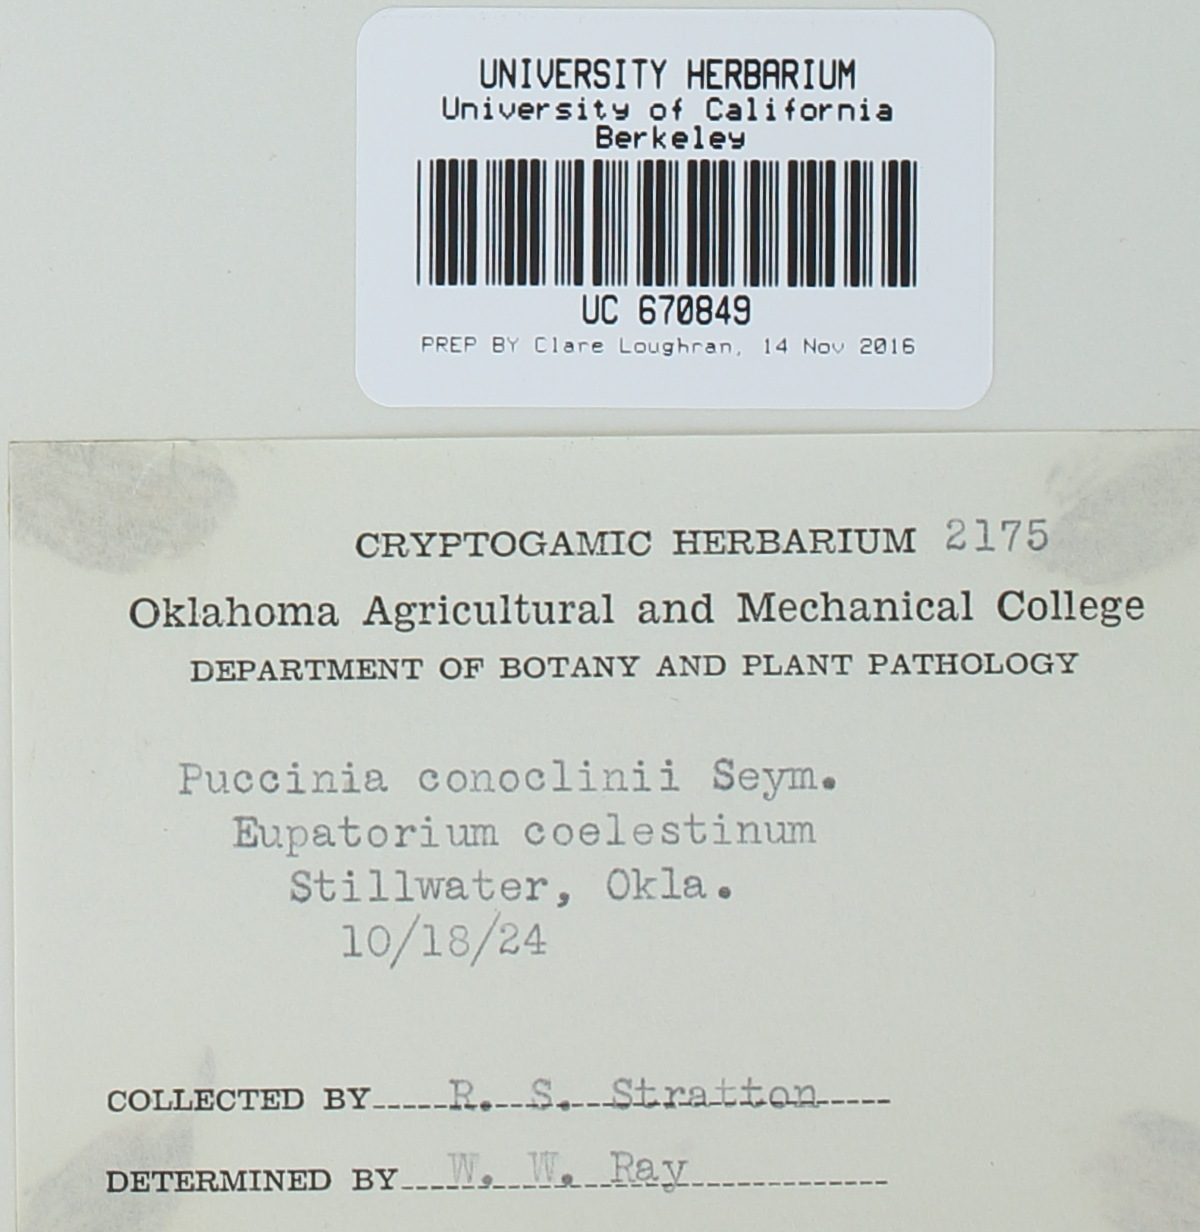 UNIVERSITY HERBARIUM
University of California
Berkeley
UC 670849
PREP BY Clare Loughran, 14 Nov 2016
CRYPTOGAMIC HERBARIUM 2175
Oklahoma Agricultural and Mechanical College
DEPARTMENT OF BOTANY AND PLANT PATHOLOGY
Puccinia conoclinii Seym.
Eupatorium coelestinum
Stillwater, Okla.
10/18/24
COLLECTED BY R. S. Stratton
DETERMINED BY W. W. Ray